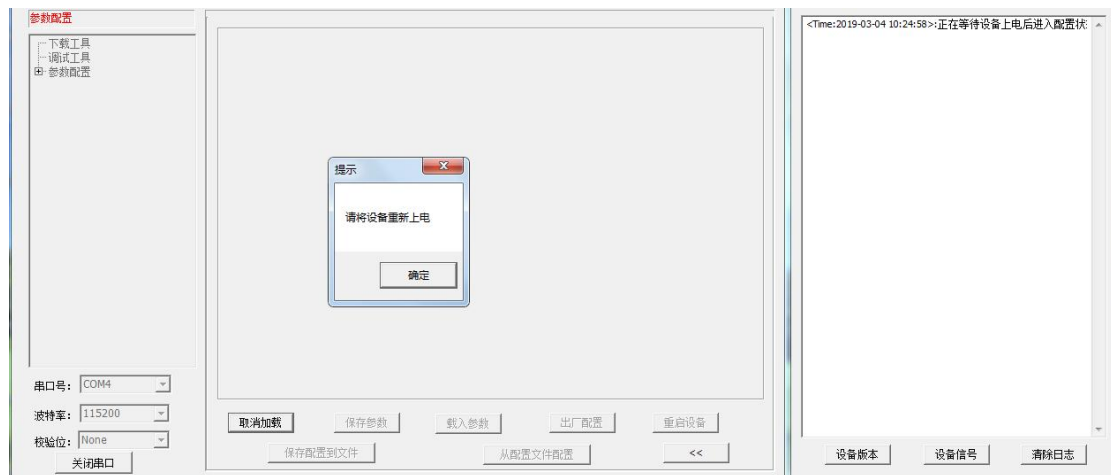 参数配置
下载工具
调试工具
参数配置
串口号：
COM4
波特率：
115200
校验位：
None
关闭串口
提示
请将设备重新上电
确定
取消加载
保存参数
载入参数
出厂配置
重启设备
保存配置到文件
从配置文件配置
<<
<Time:2019-03-04 10:24:58>:正在等待设备上电后进入配置状
设备版本
设备信号
清除日志